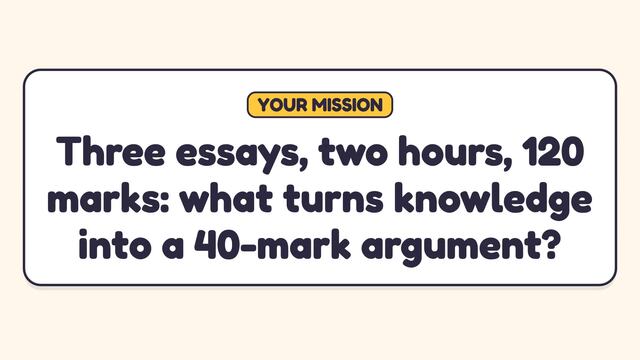 YOUR MISSION
Three essays, two hours, 120
marks: what turns knowledge
into a 40-mark argument?